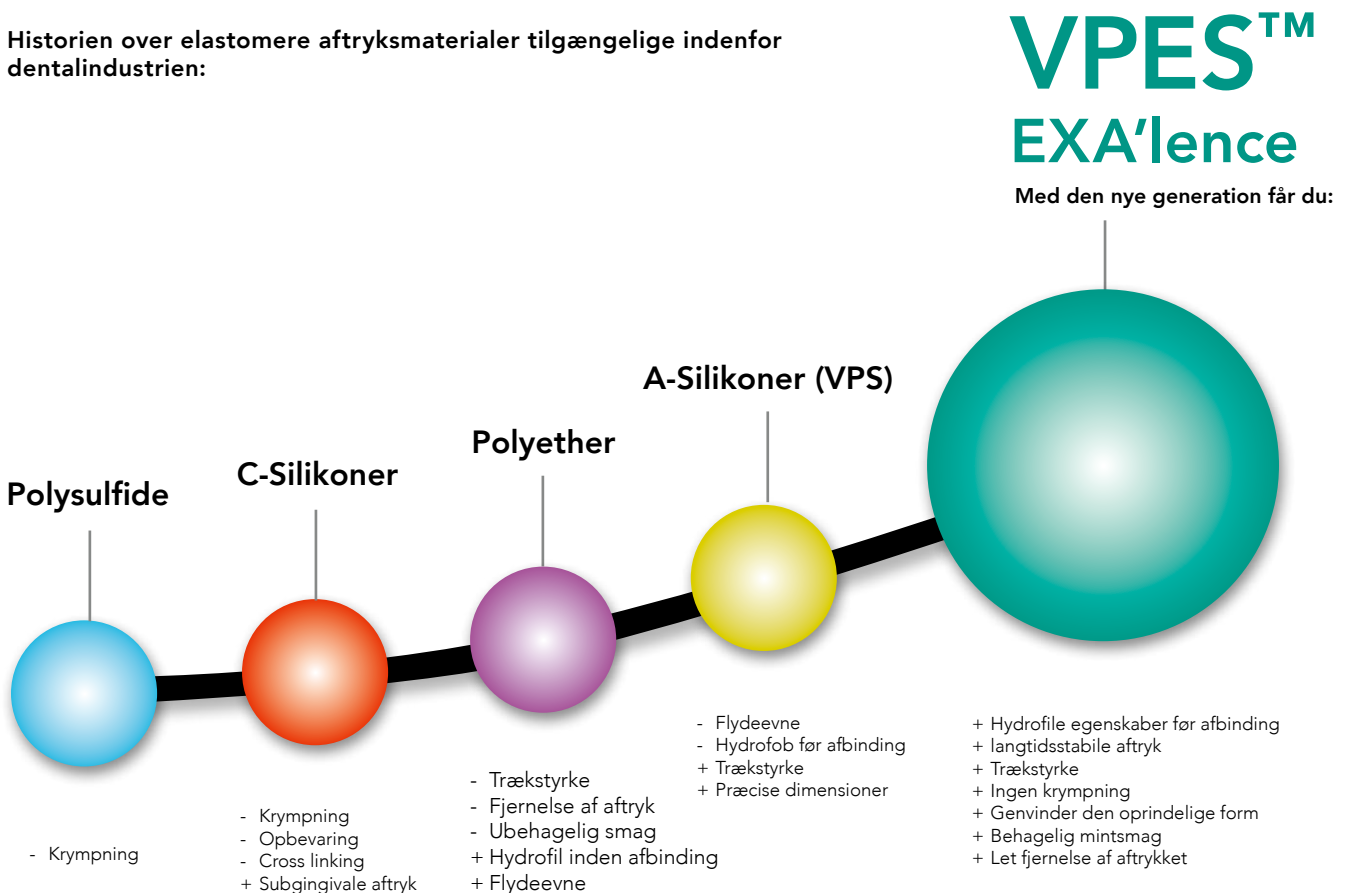 Historien over elastomere aftryksmaterialer tilgængelige indenfor
dentalindustrien:
VPES™
EXA'lence
Med den nye generation får du:
A-Silikoner (VPS)
Polyether
C-Silikoner
Polysulfide
- Krympning
- Krympning
- Opbevaring
- Cross linking
+ Subgingivale aftryk
- Trækstyrke
- Fjernelse af aftryk
- Ubehagelig smag
+ Hydrofil inden afbinding
+ Flydeevne
- Flydeevne
- Hydrofob før afbinding
+ Trækstyrke
+ Præcise dimensioner
+ Hydrofile egenskaber før afbinding
+ langtidsstabile aftryk
+ Trækstyrke
+ Ingen krympning
+ Genvinder den oprindelige form
+ Behagelig mintsmag
+ Let fjernelse af aftrykket